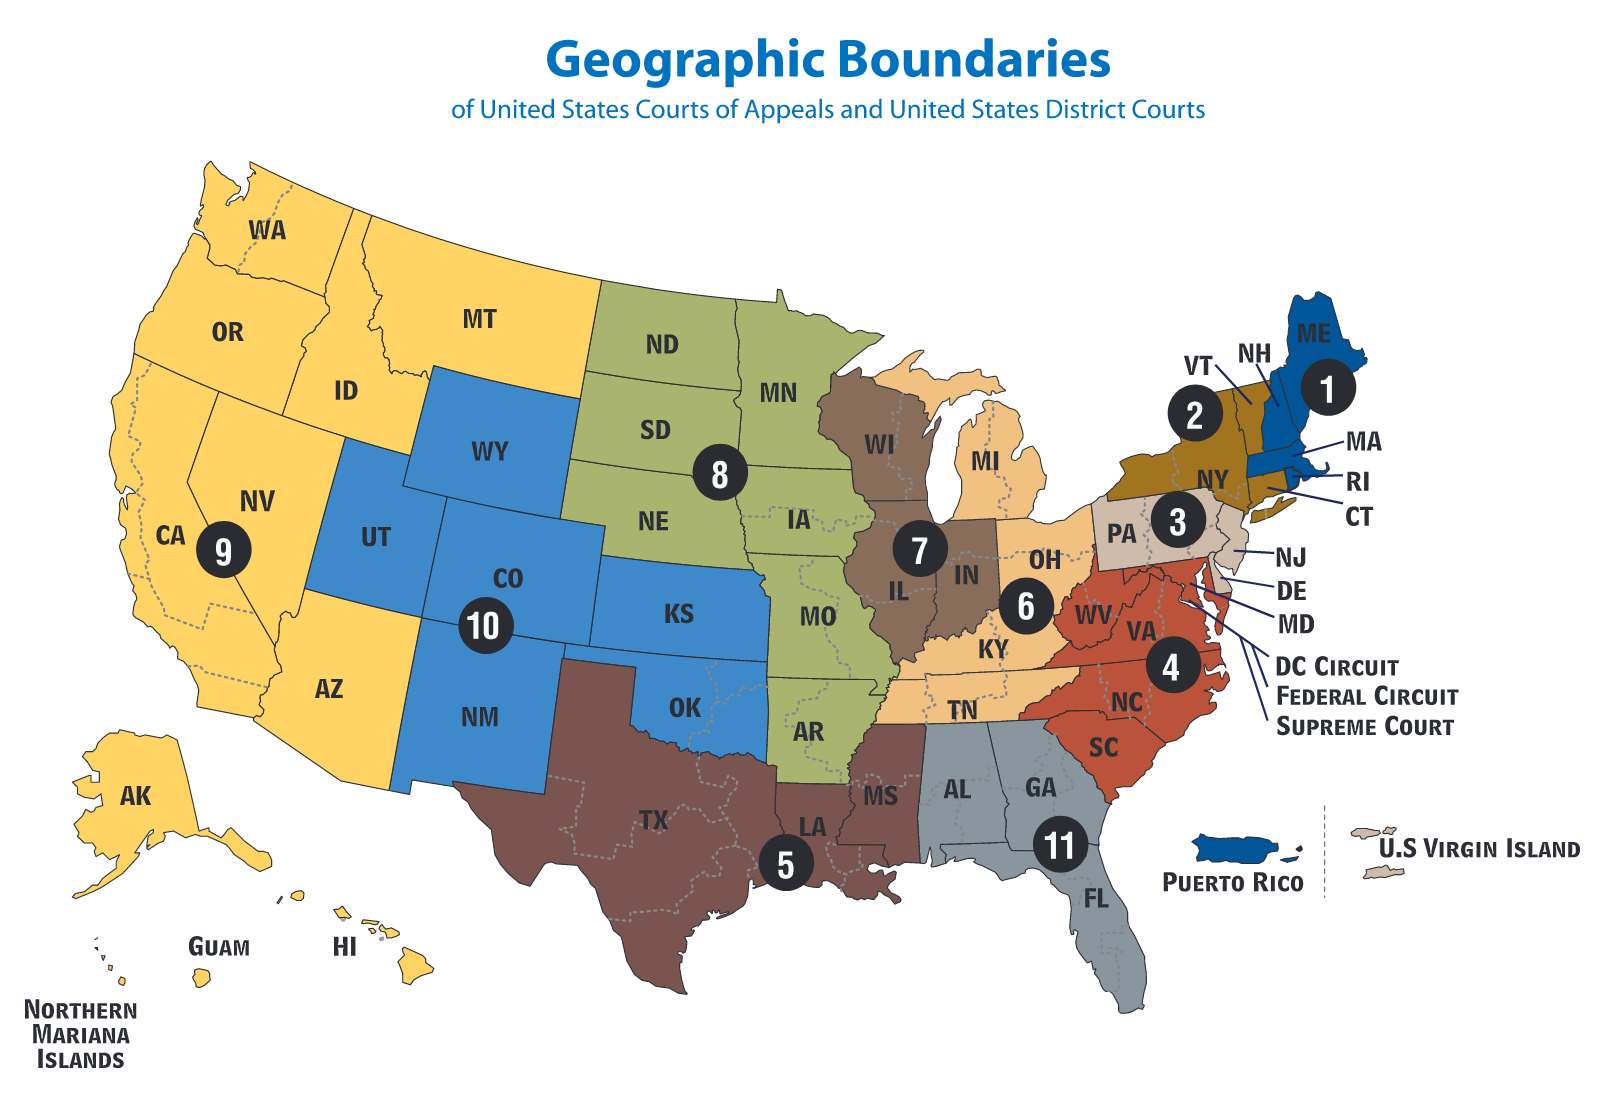 Geographic Boundaries
of United States Courts of Appeals and United States District Courts
WA
MT
OR
ID
ND
MN
SD
WY
8
WI
MI
VT
NH
ME
1
2
MA
RI
CT
NY
NV
CA
9
UT
NE
IA
7
PA
3
NJ
DE
MD
CO
10
KS
MO
IL
IN
OH
6
WV
VA
KY
4
DC Circuit
Federal Circuit
Supreme Court
AZ
NM
OK
AR
TN
NC
SC
AK
TX
LA
5
MS
AL
GA
11
FL
Puerto Rico
U.S Virgin Island
Guam
HI
Northern
Mariana
Islands